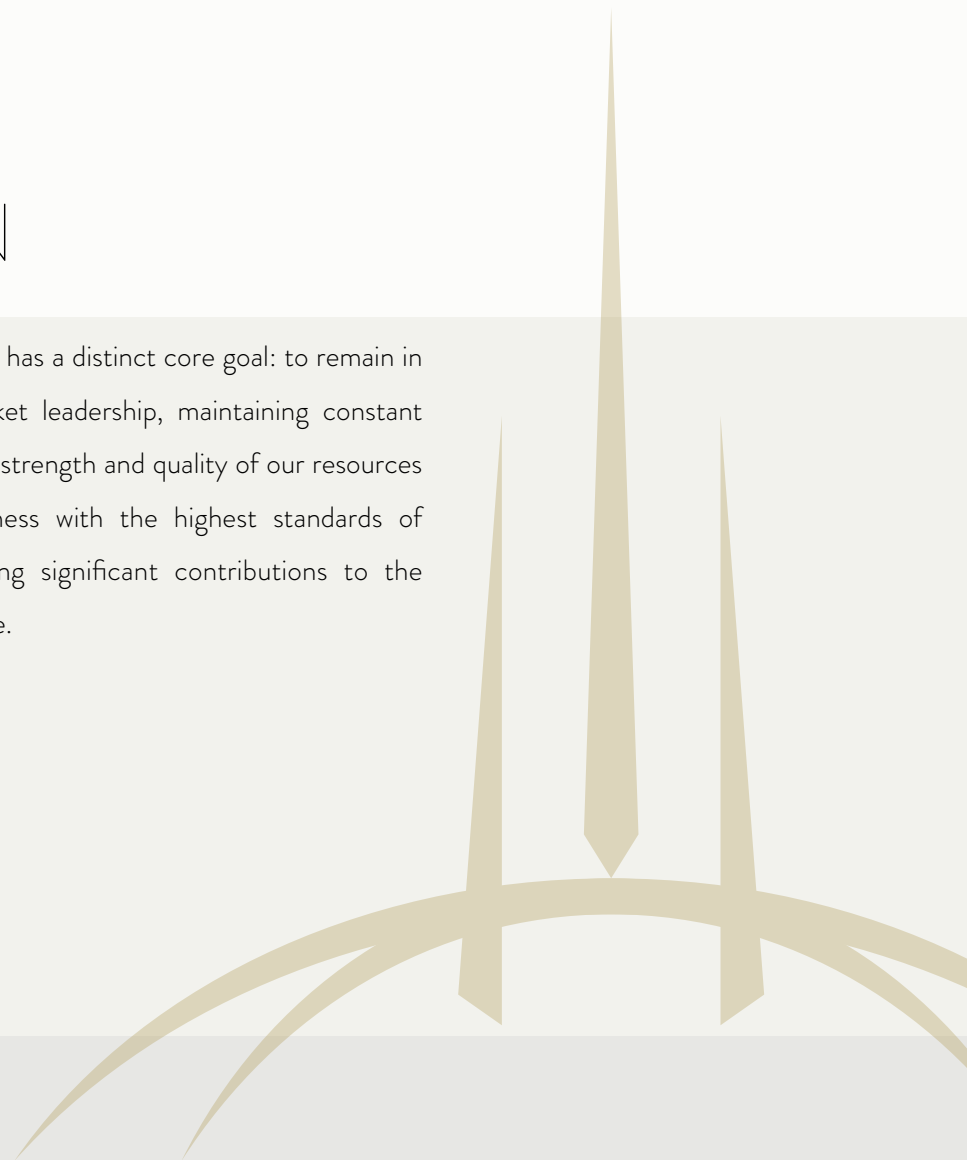 N
has a distinct core goal: to remain in
ket leadership, maintaining constant
strength and quality of our resources
ness with the highest standards of
ng significant contributions to the
e.